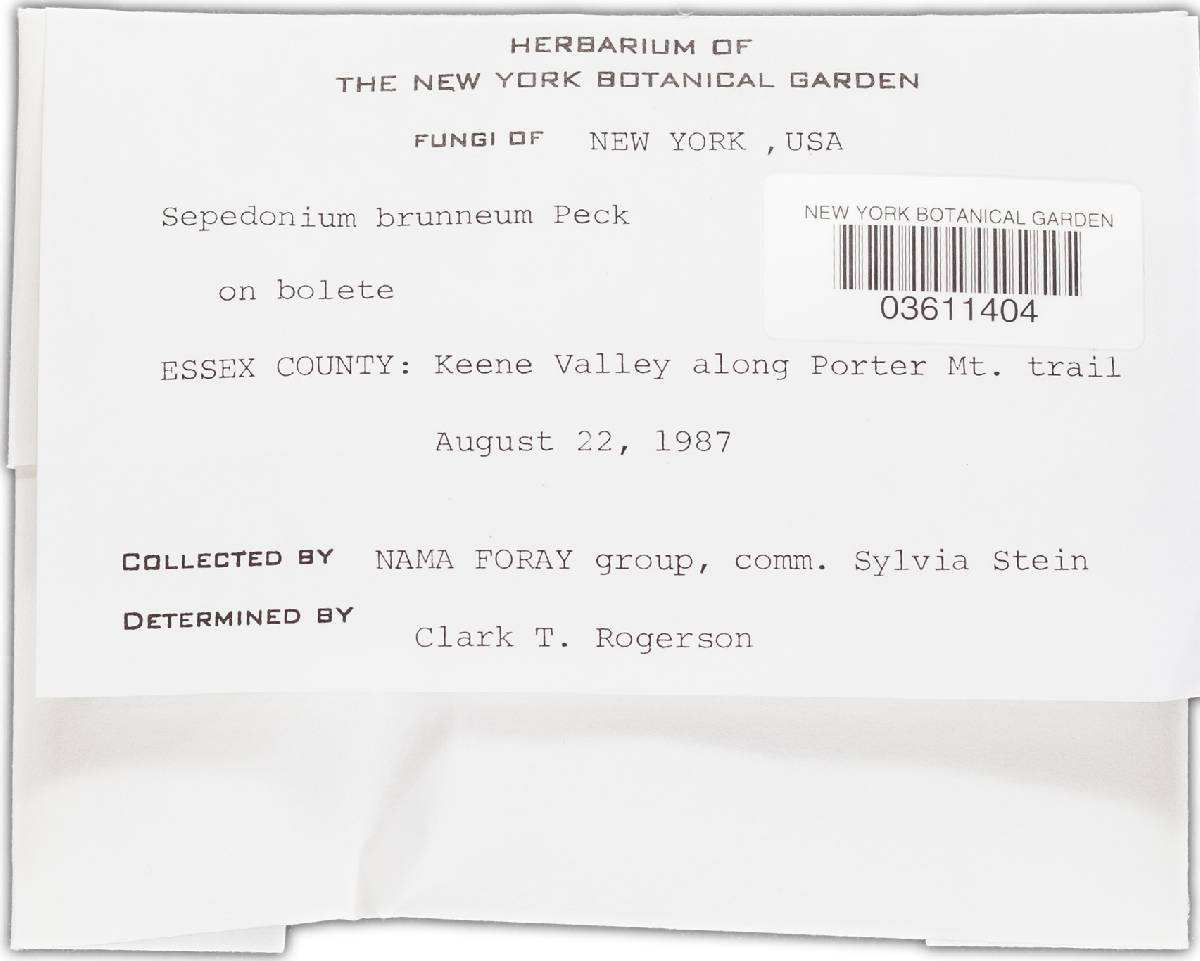 HERBARIUM OF
THE NEW YORK BOTANICAL GARDEN
FUNGI OF NEW YORK , USA
Sepedonium brunneum Peck
NEW YORK BOTANICAL GARDEN
03611404
on bolete
ESSEX COUNTY: Keene Valley along Porter Mt. trail
August 22, 1987
COLLECTED BY NAMA FORAY group, comm. Sylvia Stein
DETERMINED BY Clark T. Rogerson